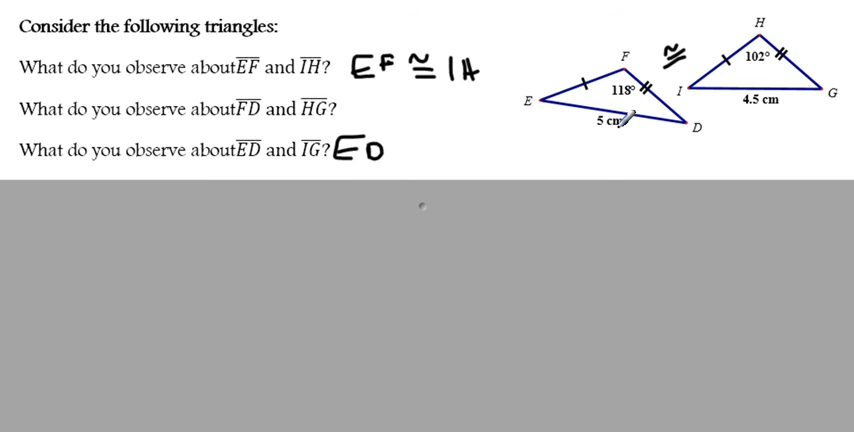 Consider the following triangles:
What do you observe about EF and IH? EF ≅ IH
What do you observe about FD and HG?
What do you observe about ED and IG? ED
H
F
≅
102°
118°
I
G
E
4.5 cm
5 cm
D